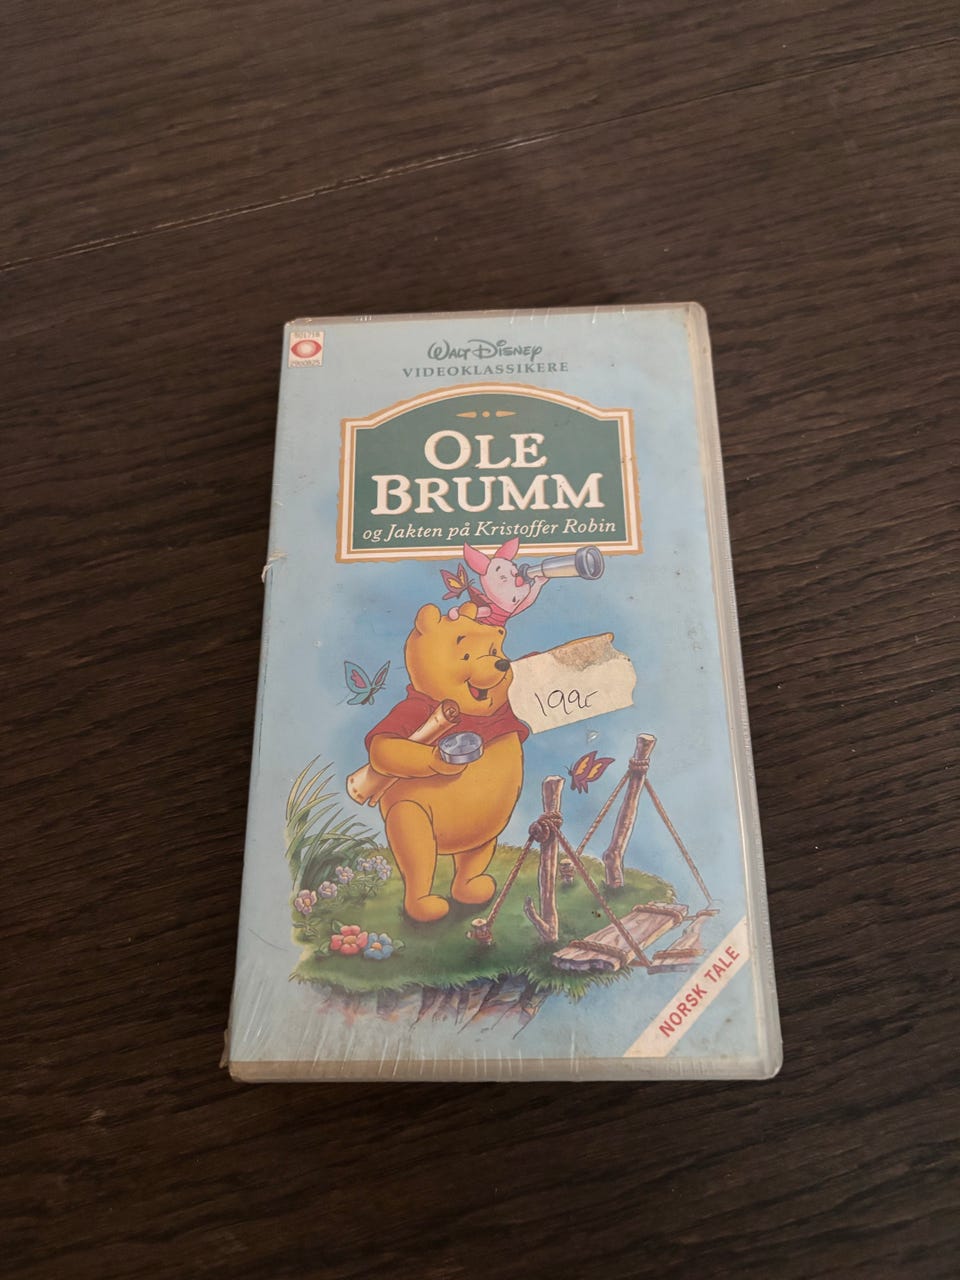 WALT DISNEY
VIDEOKLASSIKERE
OLE
BRUMM
og Jakten på Kristoffer Robin
199,-
NORSK TALE